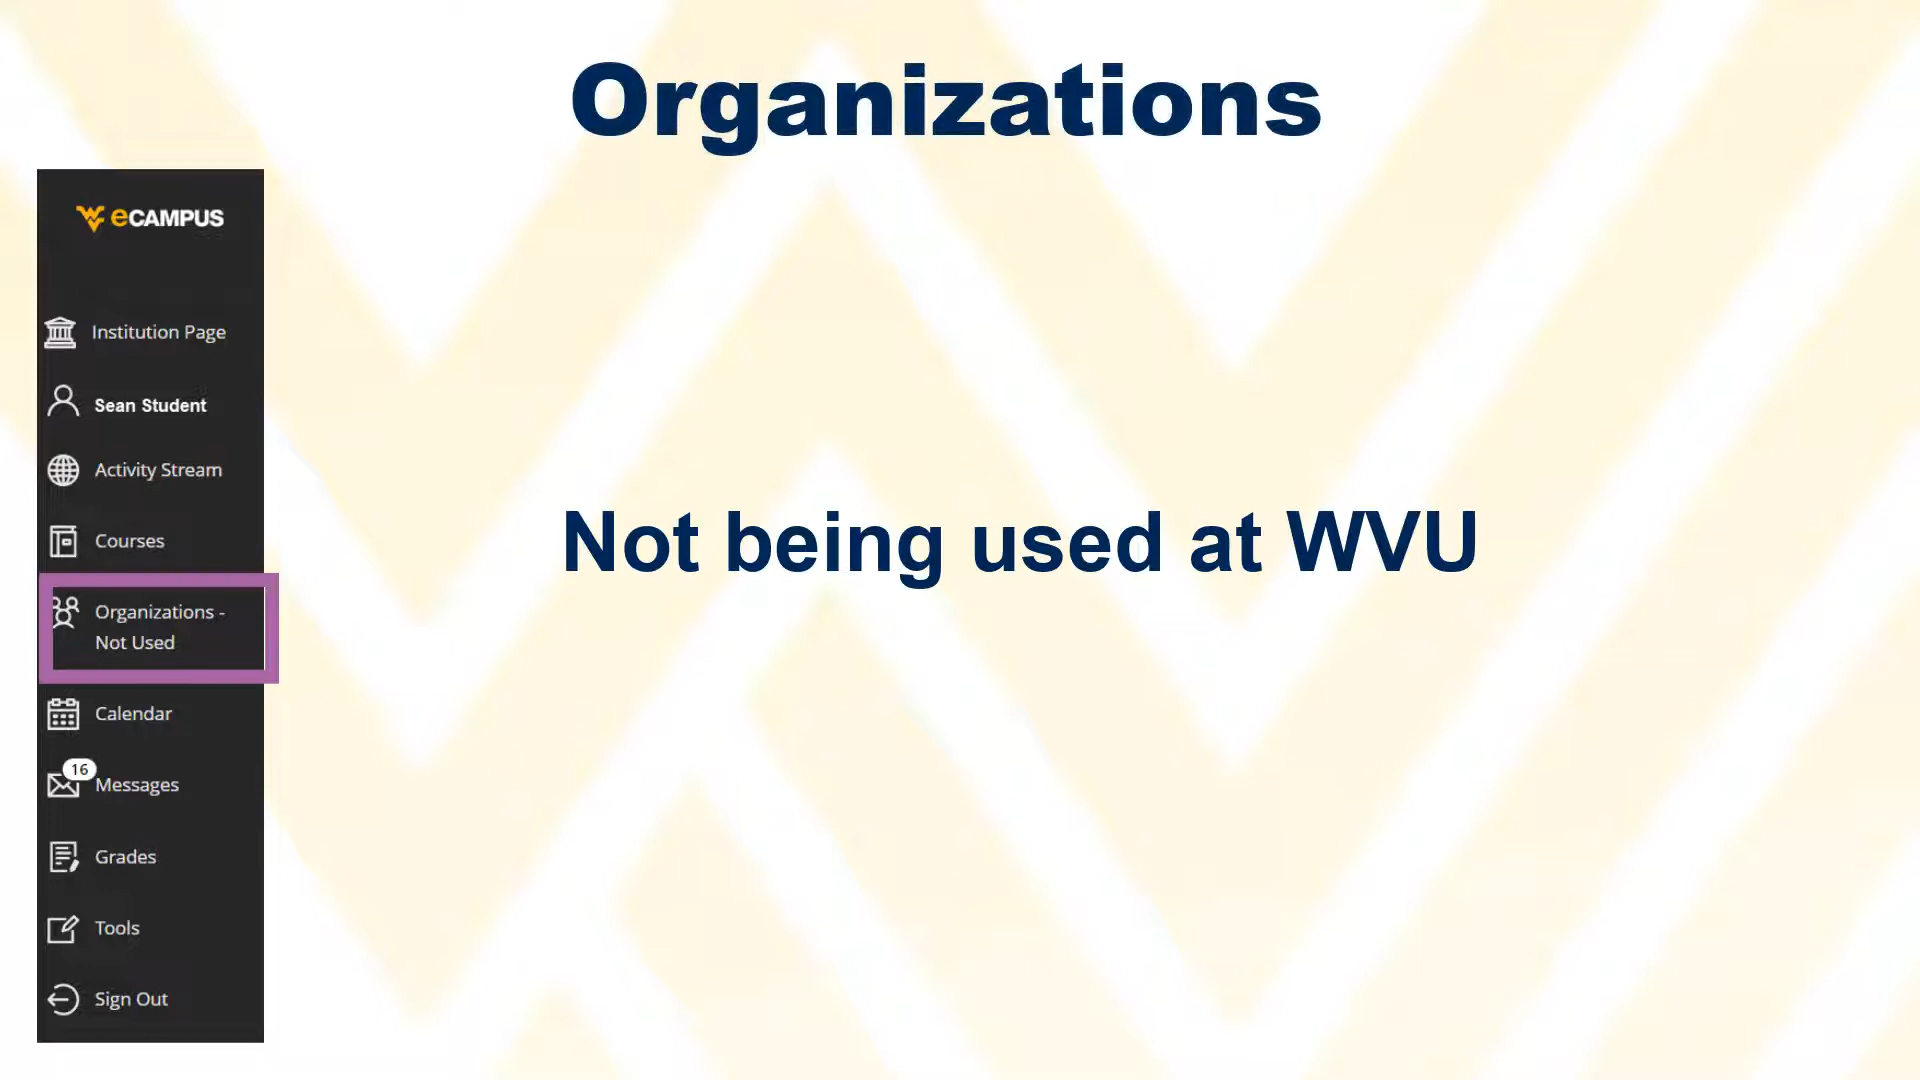 Organizations
eCAMPUS
Institution Page
Sean Student
Activity Stream
Courses
Organizations -
Not Used
Calendar
16
Messages
Grades
Tools
Sign Out
Not being used at WVU